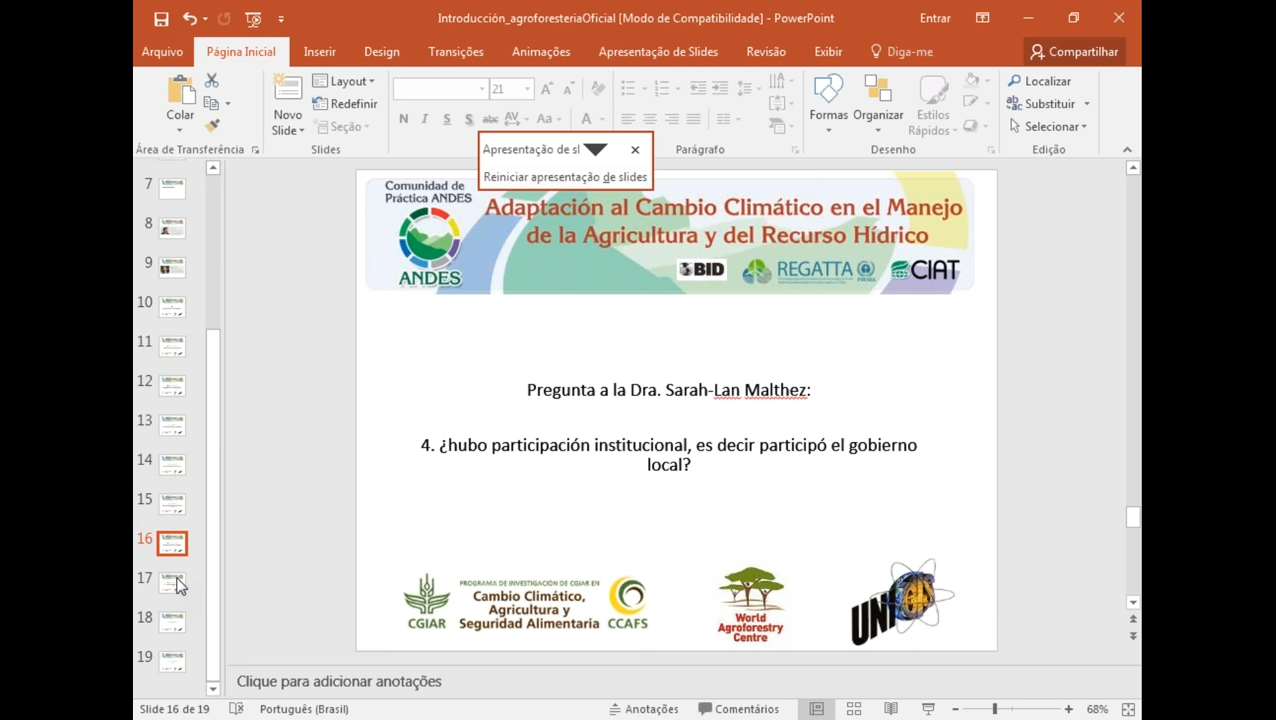 Introducción_agroforesteriaOficial [Modo de Compatibilidade] - PowerPoint
Entrar
Arquivo
Página Inicial
Inserir
Design
Transições
Animações
Apresentação de Slides
Revisão
Exibir
Diga-me
Compartilhar
Colar
Novo
Slide
Layout
Redefinir
Seção
21
N I S S abc AV Aa A
Formas
Organizar
Estilos
Rápidos
Localizar
Substituir
Selecionar
Área de Transferência
Slides
Parágrafo
Desenho
Edição
Apresentação de sl
Reiniciar apresentação de slides
7
8
9
10
11
12
13
14
15
16
17
18
19
Comunidad de
Práctica ANDES
ANDES
Adaptación al Cambio Climático en el Manejo
de la Agricultura y del Recurso Hídrico
BID
REGATTA
CIAT
Pregunta a la Dra. Sarah-Lan Malthez:
4. ¿hubo participación institucional, es decir participó el gobierno
local?
CGIAR
PROGRAMA DE INVESTIGACIÓN DE CGIAR EN
Cambio Climático,
Agricultura y
Seguridad Alimentaria
CCAFS
World
Agroforestry
Centre
Clique para adicionar anotações
Slide 16 de 19
Português (Brasil)
Anotações
Comentários
68%